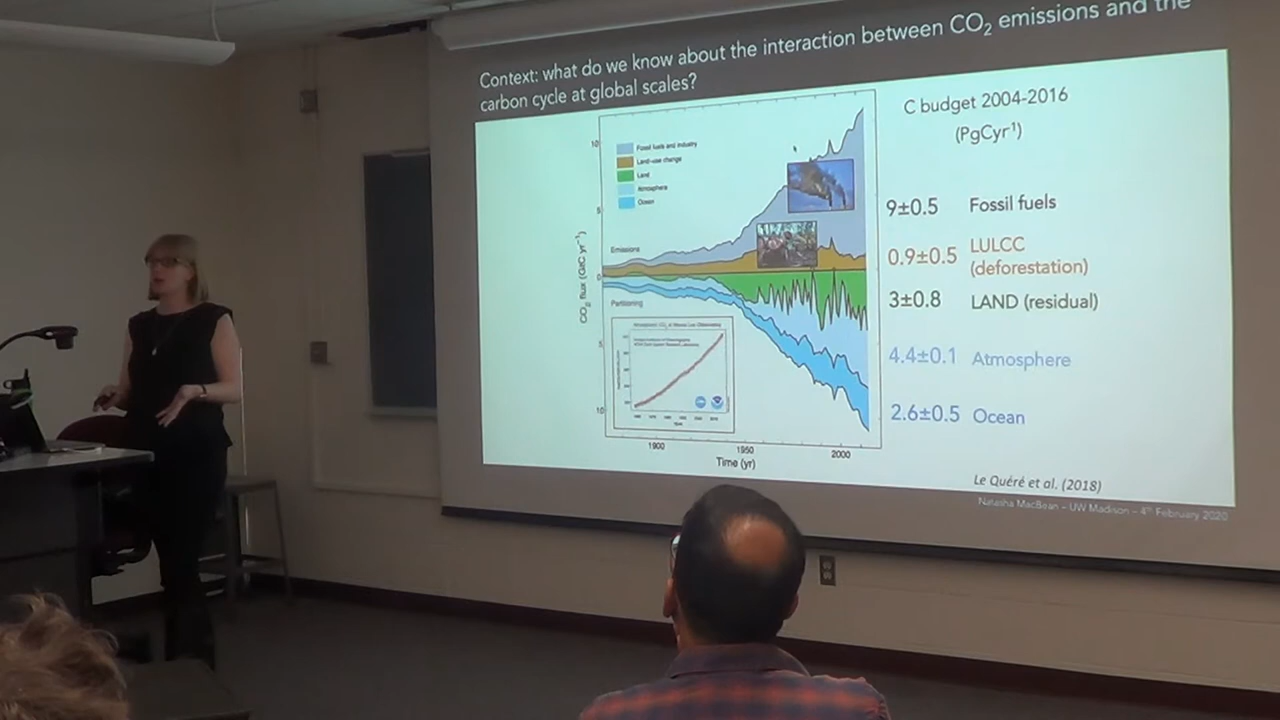 Context: what do we know about the interaction between CO₂ emissions and the
carbon cycle at global scales?
C budget 2004-2016
(PgCyr¹)
10
Fossil fuels and industry
Land-use change
Land
Atmosphere
Ocean
9±0.5 Fossil fuels
5
0.9±0.5 LULCC
(deforestation)
Emissions
CO₂ flux (GtC yr⁻¹)
0
3±0.8 LAND (residual)
Partitioning
5
4.4±0.1 Atmosphere
10
2.6±0.5 Ocean
1900 1950 2000
Time (yr)
Le Quéré et al. (2018)
Natasha MacBean – UW Madison – 4th February 2020